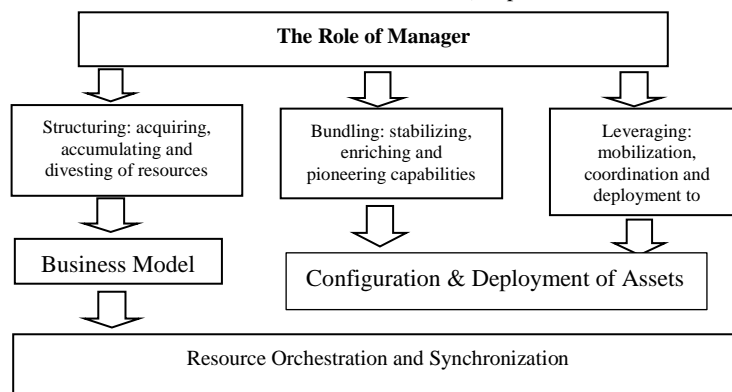 The Role of Manager
Structuring: acquiring,
accumulating and
divesting of resources
Bundling: stabilizing,
enriching and
pioneering capabilities
Leveraging:
mobilization,
coordination and
deployment to
Business Model
Configuration & Deployment of Assets
Resource Orchestration and Synchronization